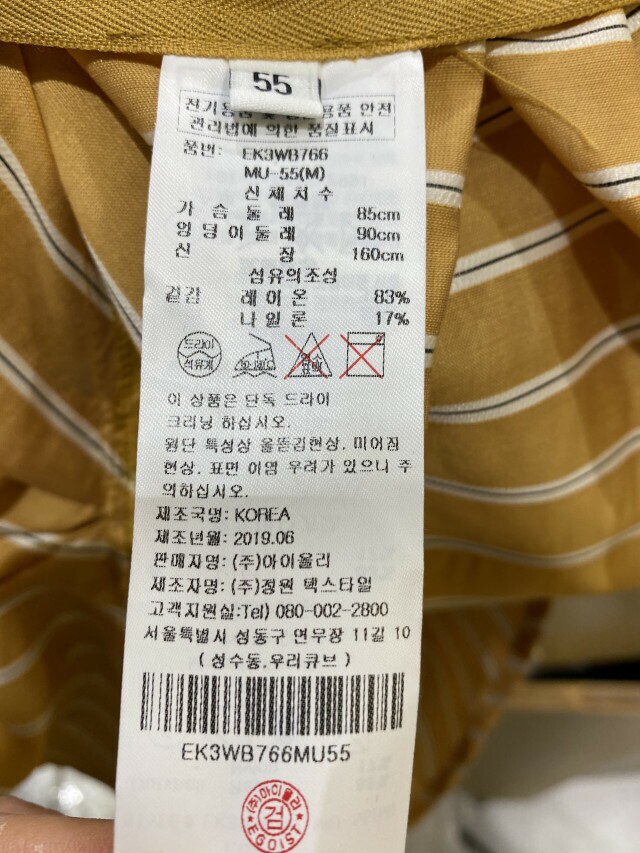 55
전기용품 및 생활용품 안전
관리법에 의한 품질표시
품번: EK3WB766
MU-55(M)
신체치수
가슴둘레 85cm
엉덩이둘레 90cm
신장 160cm
섬유의조성
겉감 레이온 83%
나일론 17%
드라이
석유계
이 상품은 단독 드라이
크리닝 하십시오.
원단 특성상 올뜯김현상, 미어짐
현상, 표면 이염 우려가 있으니 주
의하십시오.
제조국명: KOREA
제조년월: 2019.06
판매자명: (주)아이올리
제조자명: (주)정원 텍스타일
고객지원실:Tel) 080-002-2800
서울특별시 성동구 연무장 11길 10
(성수동,우리큐브)
EK3WB766MU55
(주)아이올리
검
EGOIST